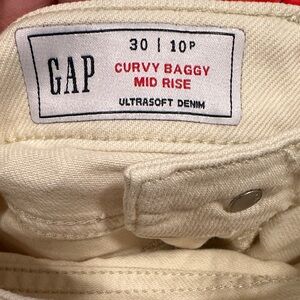 GAP
30 | 10P
CURVY BAGGY
MID RISE
ULTRASOFT DENIM